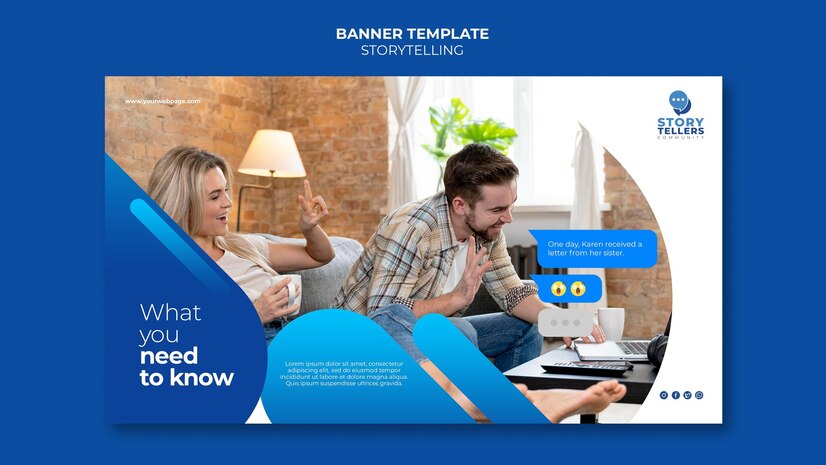 BANNER TEMPLATE
STORYTELLING
www.yourwebpage.com
STORY
TELLERS
COMMUNITY
One day, Karen received a
letter from her sister.
What
you
need
to know
Lorem ipsum dolor sit amet, consectetur
adipiscing elit, sed do eiusmod tempor
incididunt ut labore et dolore magna aliqua.
Quis ipsum suspendisse ultrices gravida.